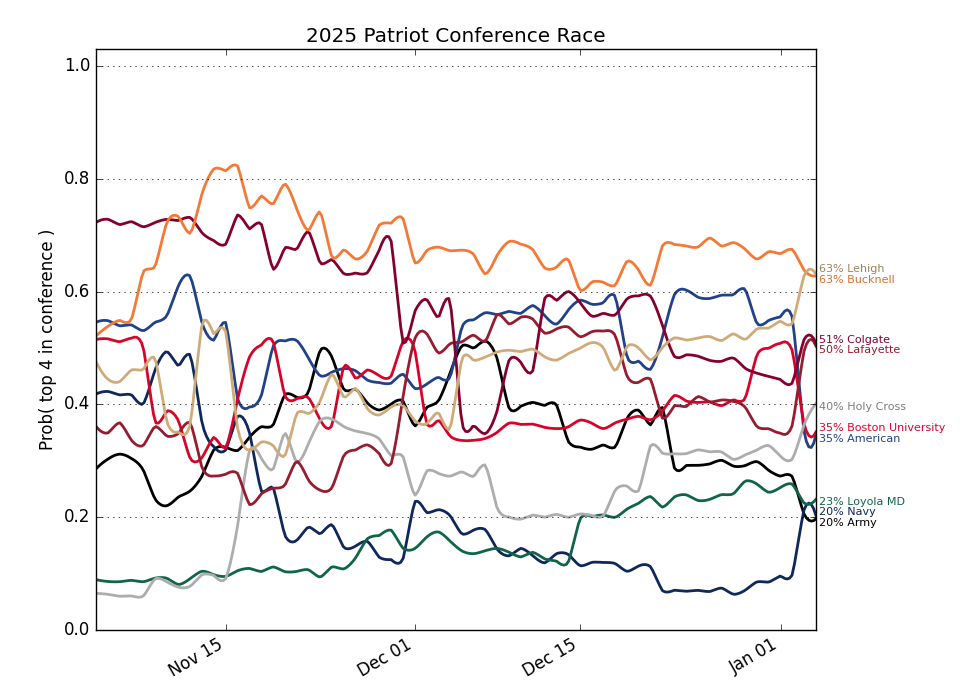 2025 Patriot Conference Race
Prob( top 4 in conference )
1.0
0.8
0.6
0.4
0.2
0.0
Nov 15
Dec 01
Dec 15
Jan 01
63% Lehigh
63% Bucknell
51% Colgate
50% Lafayette
40% Holy Cross
35% Boston University
35% American
23% Loyola MD
20% Navy
20% Army